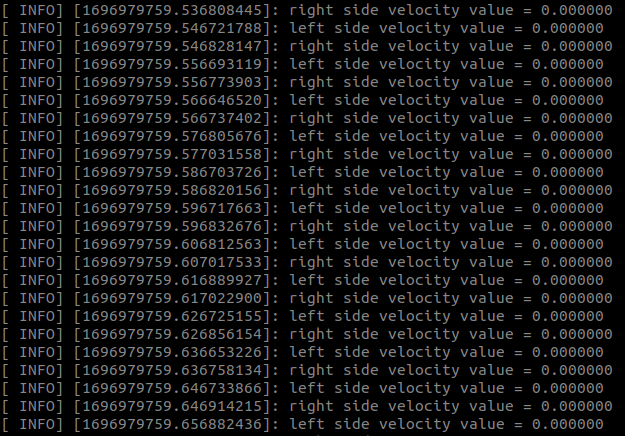 [ INFO] [1696979759.536808445]: right side velocity value = 0.000000
[ INFO] [1696979759.546721788]: left side velocity value = 0.000000
[ INFO] [1696979759.546828147]: right side velocity value = 0.000000
[ INFO] [1696979759.556693119]: left side velocity value = 0.000000
[ INFO] [1696979759.556773903]: right side velocity value = 0.000000
[ INFO] [1696979759.566646520]: left side velocity value = 0.000000
[ INFO] [1696979759.566737402]: right side velocity value = 0.000000
[ INFO] [1696979759.576805676]: left side velocity value = 0.000000
[ INFO] [1696979759.577031558]: right side velocity value = 0.000000
[ INFO] [1696979759.586703726]: left side velocity value = 0.000000
[ INFO] [1696979759.586820156]: right side velocity value = 0.000000
[ INFO] [1696979759.596717663]: left side velocity value = 0.000000
[ INFO] [1696979759.596832676]: right side velocity value = 0.000000
[ INFO] [1696979759.606812563]: left side velocity value = 0.000000
[ INFO] [1696979759.607017533]: right side velocity value = 0.000000
[ INFO] [1696979759.616889927]: left side velocity value = 0.000000
[ INFO] [1696979759.617022900]: right side velocity value = 0.000000
[ INFO] [1696979759.626725155]: left side velocity value = 0.000000
[ INFO] [1696979759.626856154]: right side velocity value = 0.000000
[ INFO] [1696979759.636653226]: left side velocity value = 0.000000
[ INFO] [1696979759.636758134]: right side velocity value = 0.000000
[ INFO] [1696979759.646733866]: left side velocity value = 0.000000
[ INFO] [1696979759.646914215]: right side velocity value = 0.000000
[ INFO] [1696979759.656882436]: left side velocity value = 0.000000